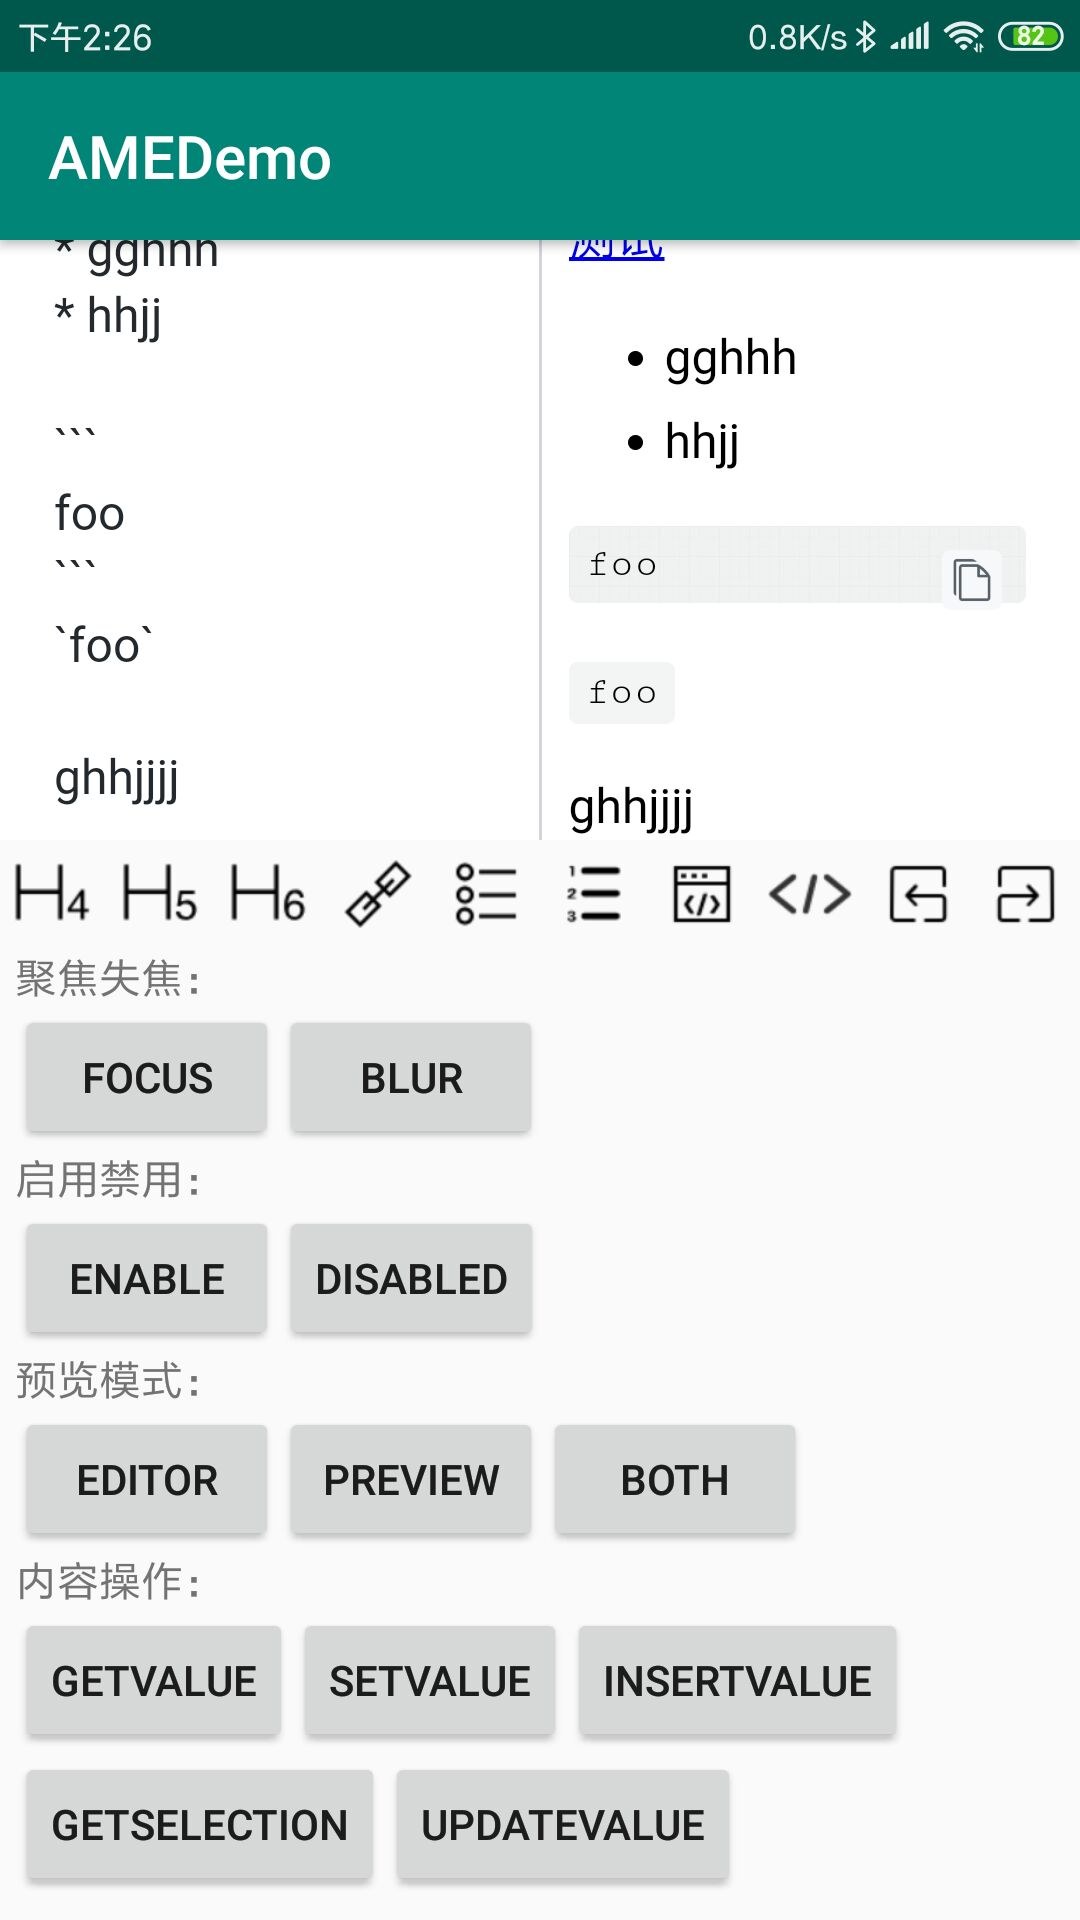 下午2:26 0.8K/s 82
AMEDemo
* gghhh
* hhjj
```
foo
```
`foo`
ghhjjjj
测试
• gghhh
• hhjj
foo
foo
ghhjjjj
H4 H5 H6 </>
聚焦失焦:
FOCUS BLUR
启用禁用:
ENABLE DISABLED
预览模式:
EDITOR PREVIEW BOTH
内容操作:
GETVALUE SETVALUE INSERTVALUE
GETSELECTION UPDATEVALUE